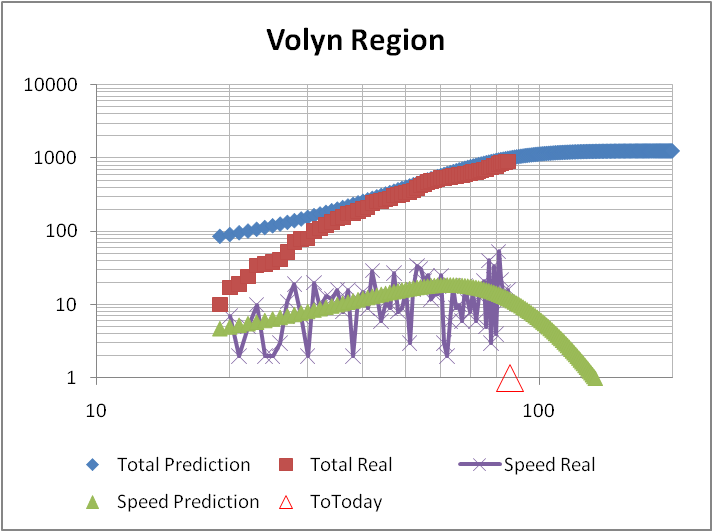 Volyn Region
10000
1000
100
10
1
10
100
Total Prediction
Total Real
Speed Real
Speed Prediction
ToToday